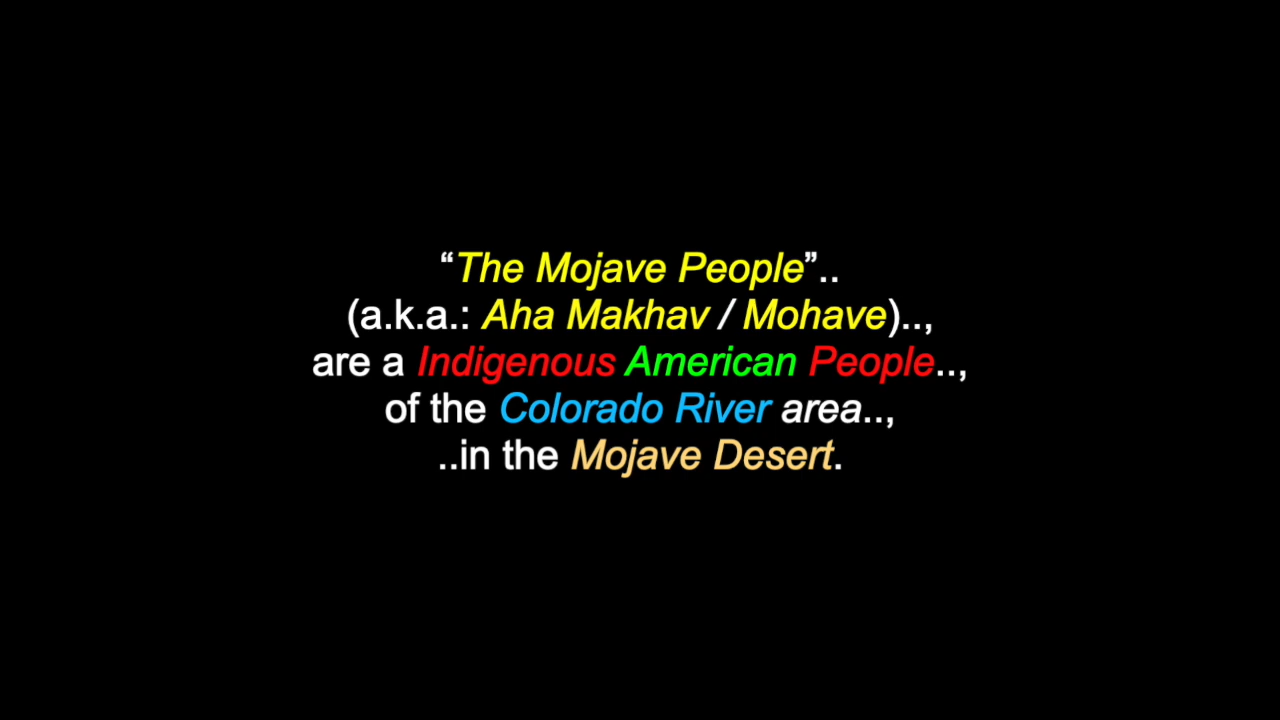 “The Mojave People”..
(a.k.a.: Aha Makhav / Mohave)..,
are a Indigenous American People..,
of the Colorado River area..,
..in the Mojave Desert.